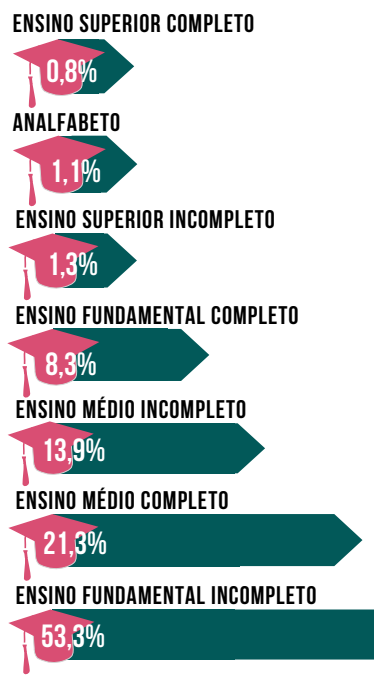 ENSINO SUPERIOR COMPLETO
0,8%
ANALFABETO
1,1%
ENSINO SUPERIOR INCOMPLETO
1,3%
ENSINO FUNDAMENTAL COMPLETO
8,3%
ENSINO MÉDIO INCOMPLETO
13,9%
ENSINO MÉDIO COMPLETO
21,3%
ENSINO FUNDAMENTAL INCOMPLETO
53,3%